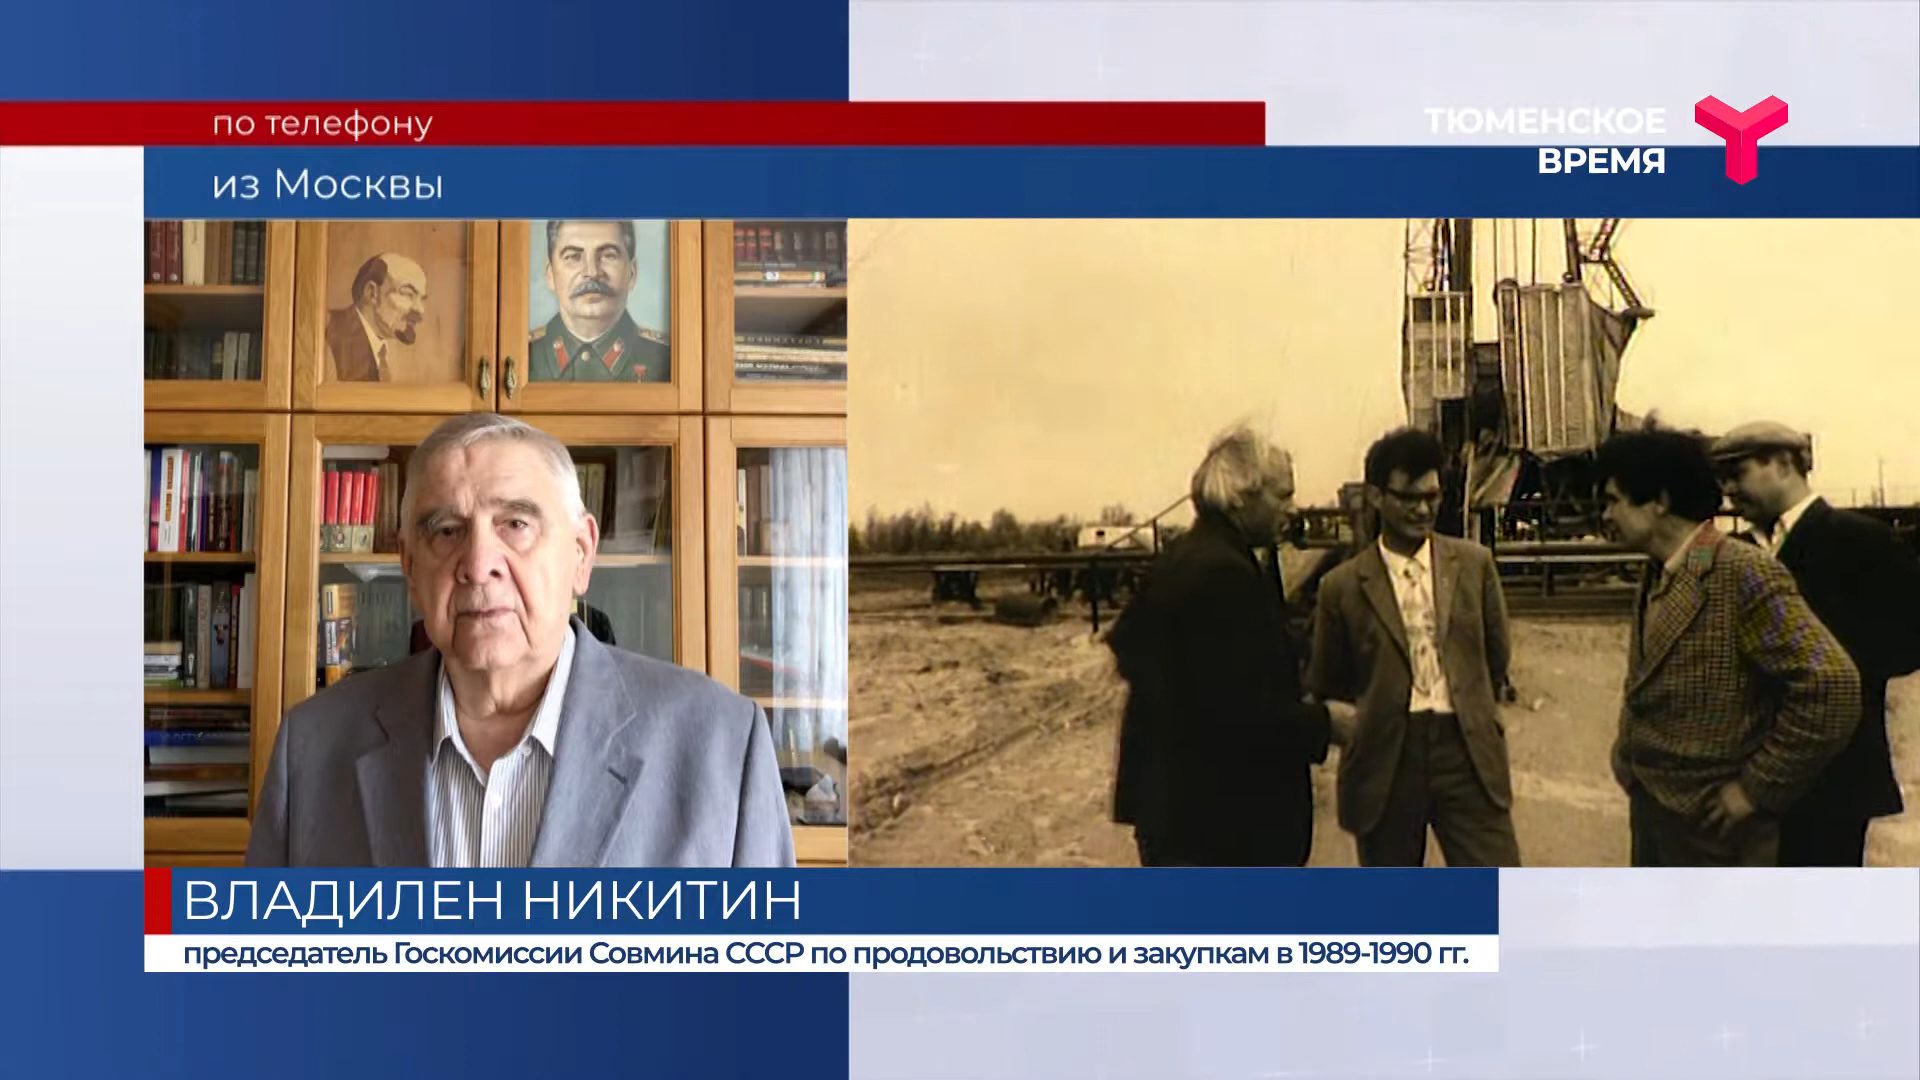 по телефону
из Москвы
ТЮМЕНСКОЕ
ВРЕМЯ
ВЛАДИЛЕН НИКИТИН
председатель Госкомиссии Совмина СССР по продовольствию и закупкам в 1989-1990 гг.